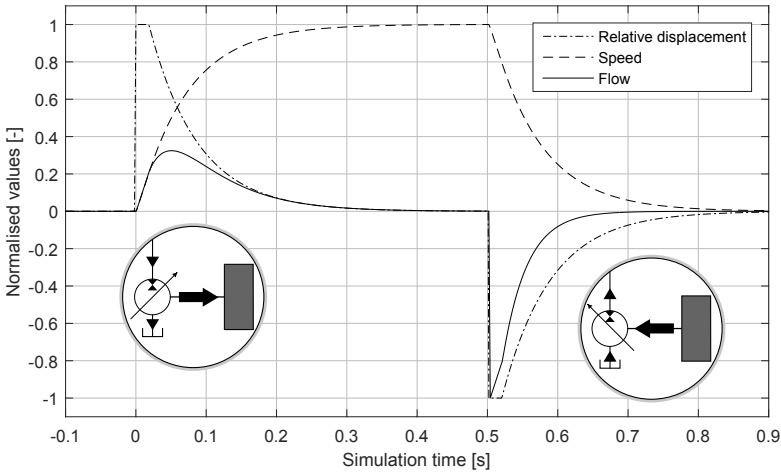 Relative displacement
Speed
Flow
Normalised values [-]
1
0.8
0.6
0.4
0.2
0
-0.2
-0.4
-0.6
-0.8
-1
-0.1 0 0.1 0.2 0.3 0.4 0.5 0.6 0.7 0.8 0.9
Simulation time [s]